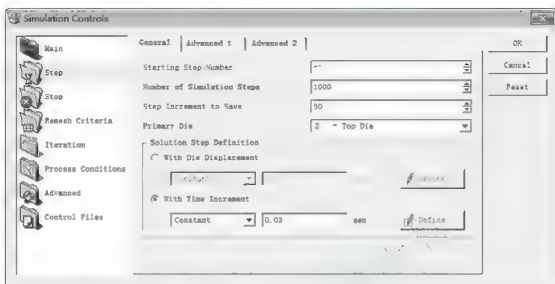 Simulation Controls
Main
Step
Stop
Remesh Criteria
Iteration
Process Conditions
Advanced
Control Files
General Advanced 1 Advanced 2
Starting Step Number
Number of Simulation Steps 1000
Step Increment to Save 50
Primary Die 2 - Top Die
Solution Step Definition
With Die Displacement
With Time Increment
Constant 0.03 sec Define
OK
Cancel
Reset